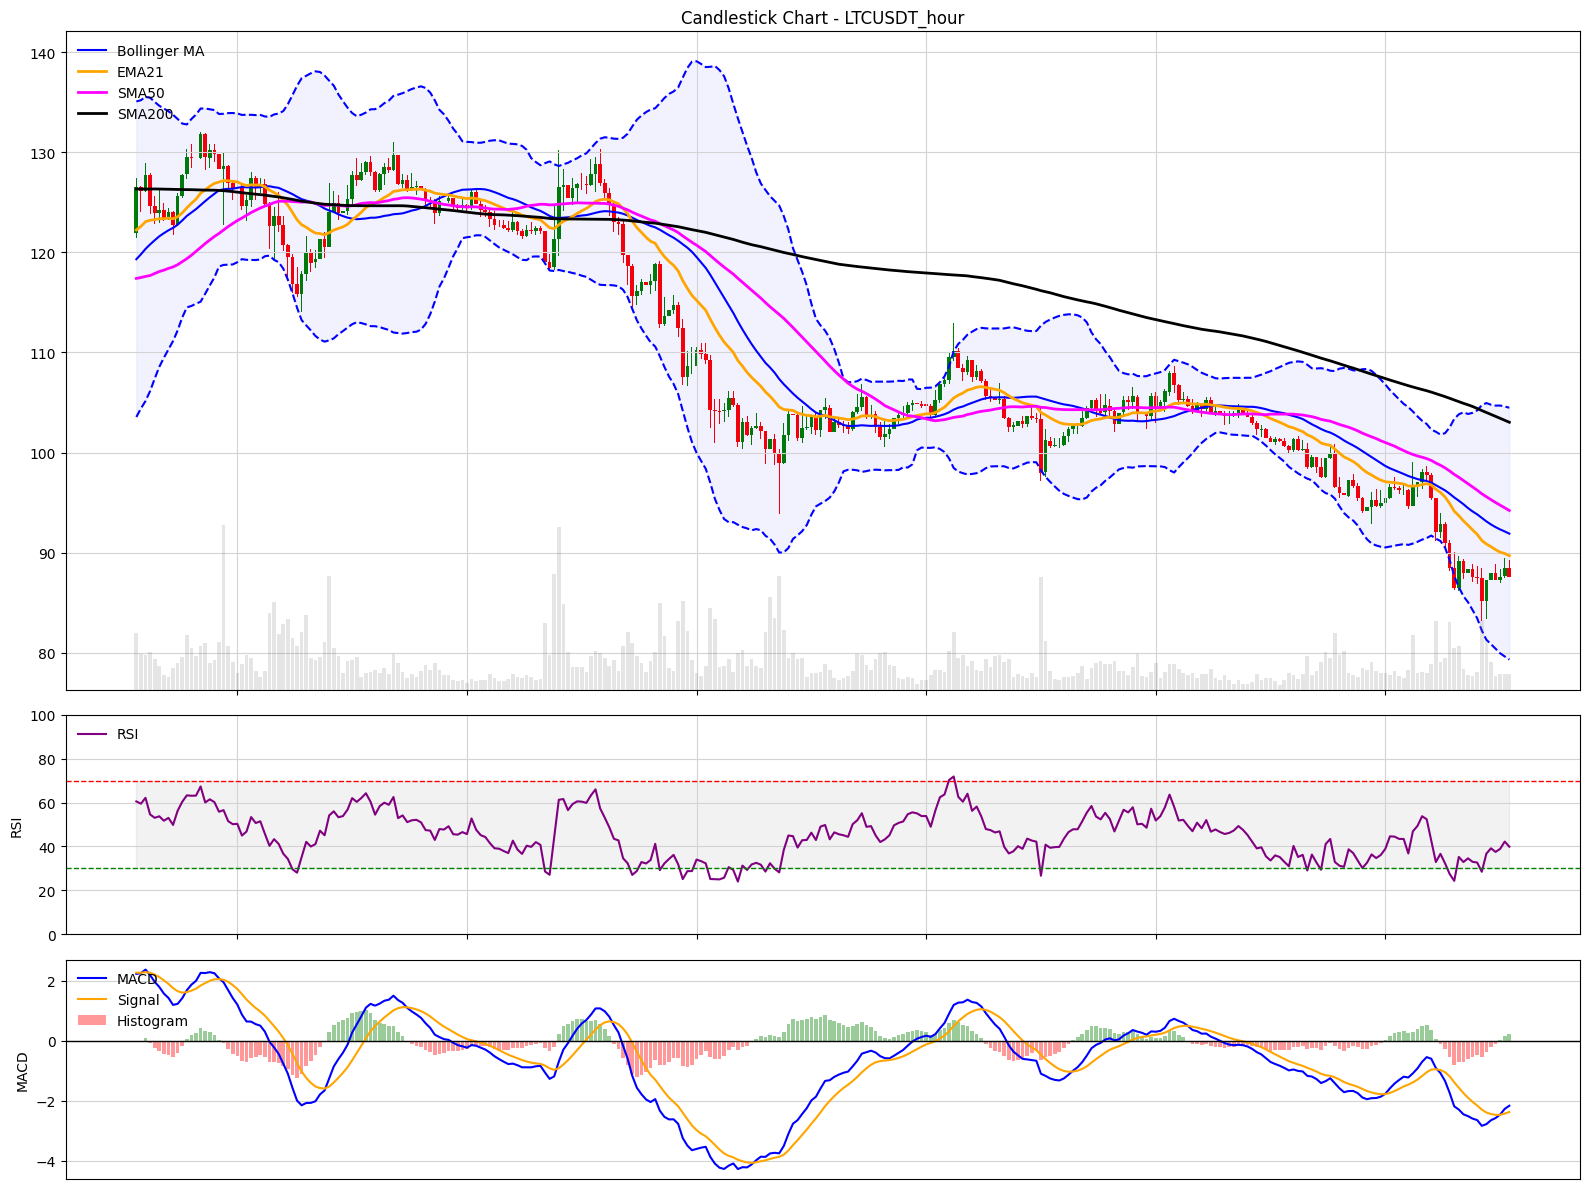 Candlestick Chart - LTCUSDT_hour
Bollinger MA
EMA21
SMA50
SMA200
140
130
120
110
100
90
80
RSI
RSI
100
80
60
40
20
0
MACD
Signal
Histogram
MACD
2
0
−2
−4